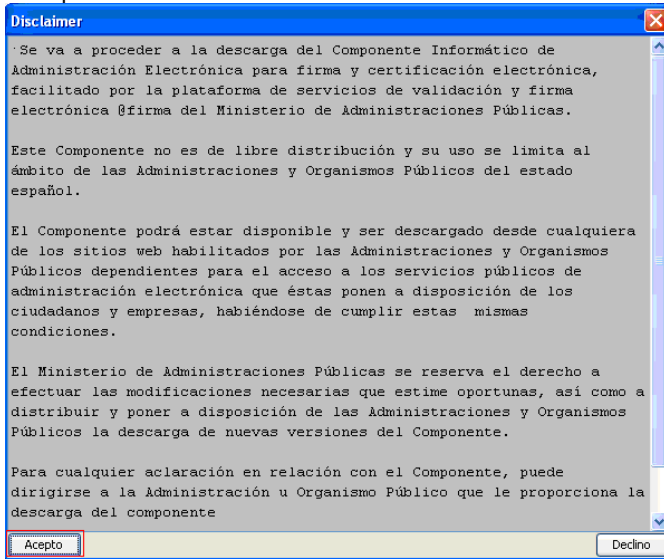 Disclaimer
Se va a proceder a la descarga del Componente Informático de
Administración Electrónica para firma y certificación electrónica,
facilitado por la plataforma de servicios de validación y firma
electrónica @firma del Ministerio de Administraciones Públicas.
Este Componente no es de libre distribución y su uso se limita al
ámbito de las Administraciones y Organismos Públicos del estado
español.
El Componente podrá estar disponible y ser descargado desde cualquiera
de los sitios web habilitados por las Administraciones y Organismos
Públicos dependientes para el acceso a los servicios públicos de
administración electrónica que éstas ponen a disposición de los
ciudadanos y empresas, habiéndose de cumplir estas mismas
condiciones.
El Ministerio de Administraciones Públicas se reserva el derecho a
efectuar las modificaciones necesarias que estime oportunas, así como a
distribuir y poner a disposición de las Administraciones y Organismos
Públicos la descarga de nuevas versiones del Componente.
Para cualquier aclaración en relación con el Componente, puede
dirigirse a la Administración u Organismo Público que le proporciona la
descarga del componente
Acepto
Declino